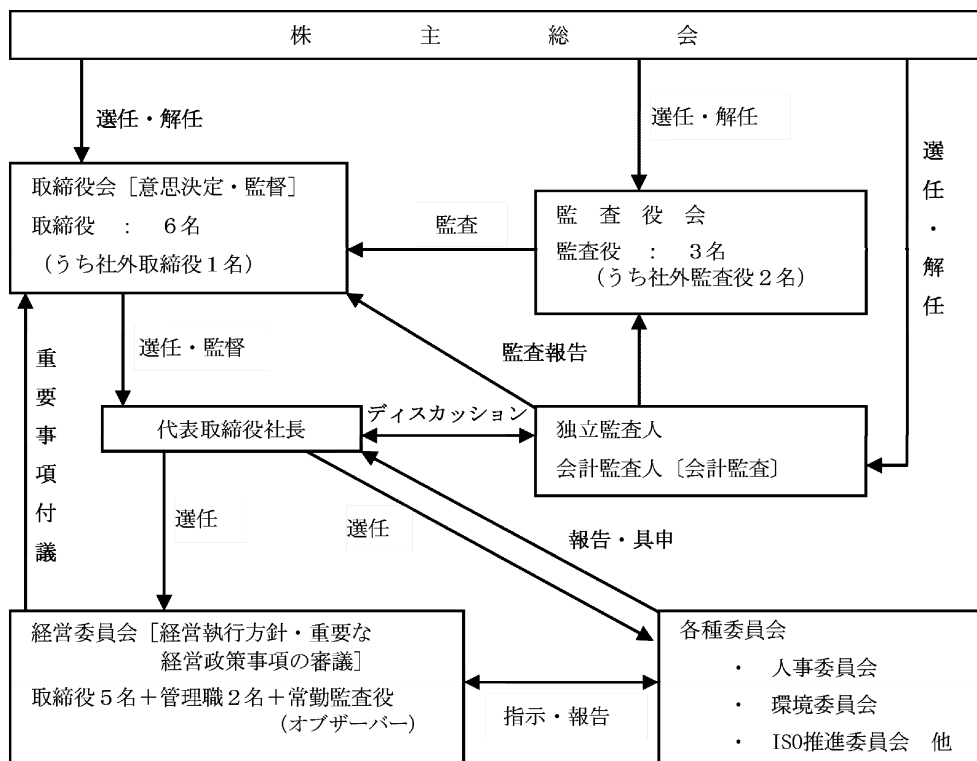 株主総会
選任・解任
選任・解任
選任・解任
取締役会［意思決定・監督］
取締役　：　６名
（うち社外取締役１名）
監査
監査役会
監査役　：　３名
（うち社外監査役２名）
選任・監督
監査報告
重要事項付議
代表取締役社長
ディスカッション
独立監査人
会計監査人〔会計監査〕
選任
選任
報告・具申
経営委員会［経営執行方針・重要な
経営政策事項の審議］
取締役５名＋管理職２名＋常勤監査役
（オブザーバー）
指示・報告
各種委員会
・　人事委員会
・　環境委員会
・　ISO推進委員会　他